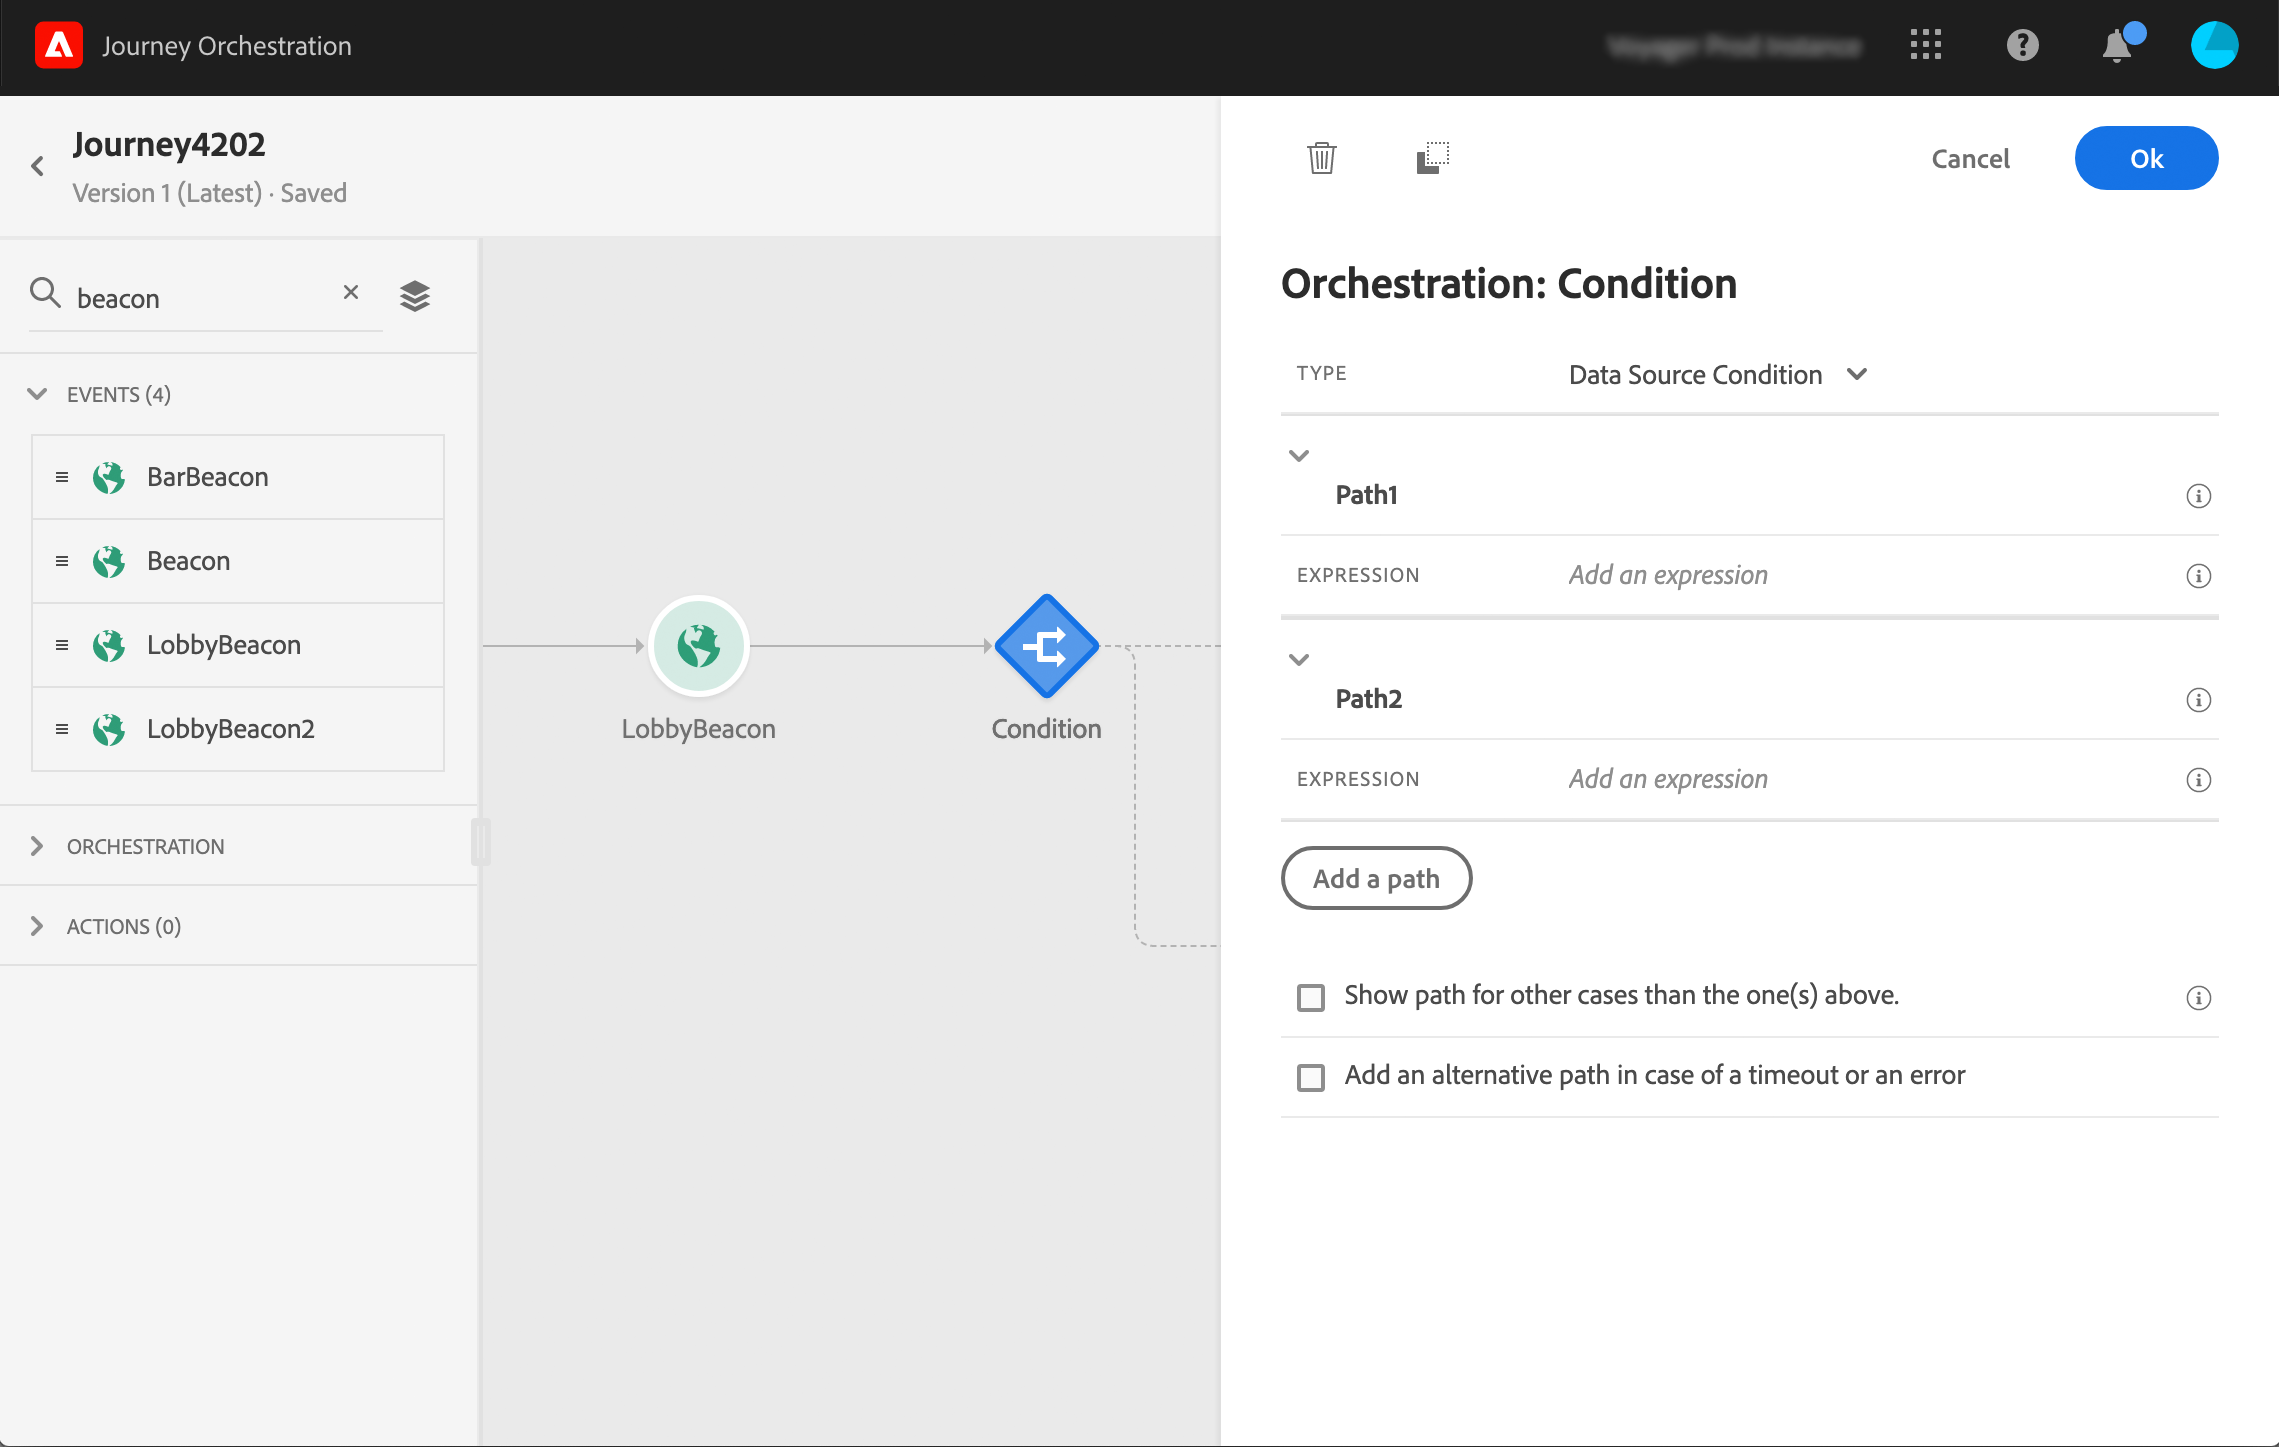 Journey Orchestration
Journey4202
Version 1 (Latest) · Saved
Cancel
Ok
beacon
EVENTS (4)
BarBeacon
Beacon
LobbyBeacon
LobbyBeacon2
ORCHESTRATION
ACTIONS (0)
LobbyBeacon
Condition
Orchestration: Condition
TYPE
Data Source Condition
Path1
EXPRESSION
Add an expression
Path2
EXPRESSION
Add an expression
Add a path
Show path for other cases than the one(s) above.
Add an alternative path in case of a timeout or an error